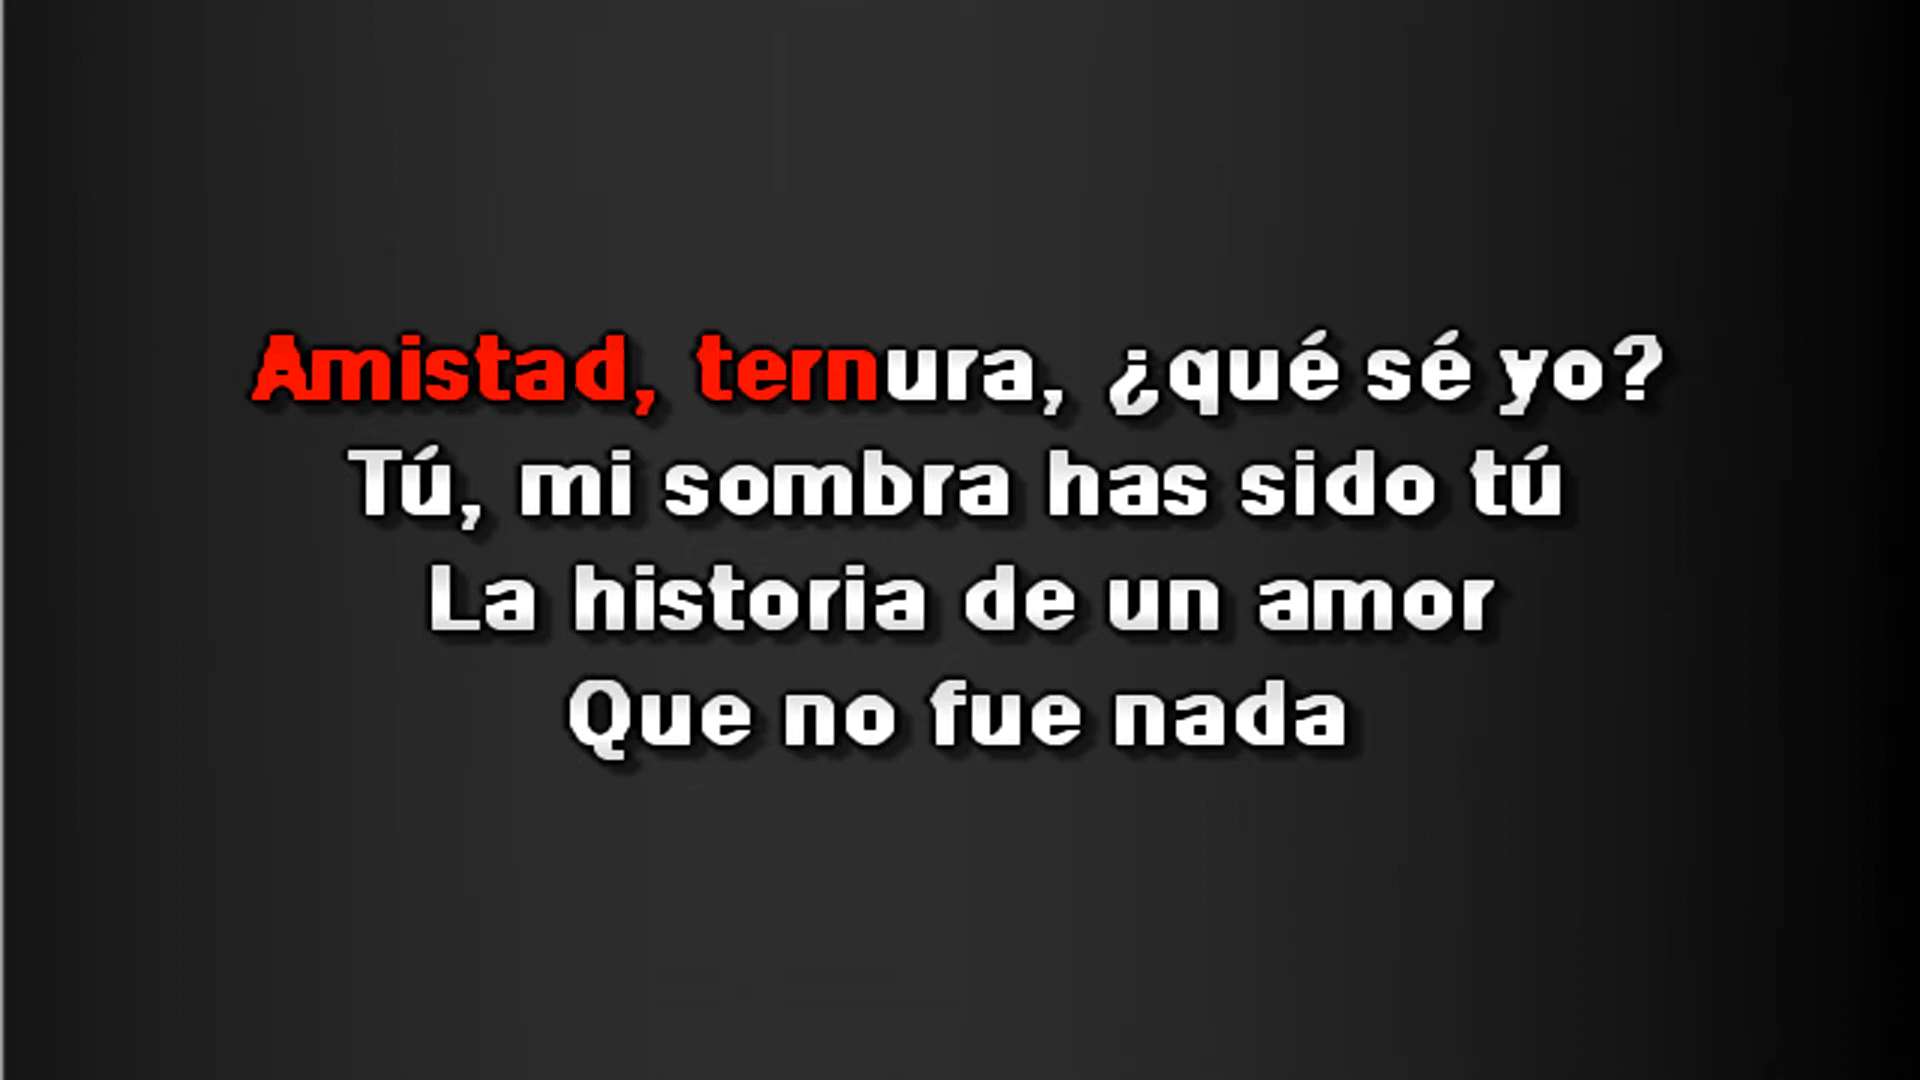 Amistad, ternura, ¿qué sé yo?
Tú, mi sombra has sido tú
La historia de un amor
Que no fue nada